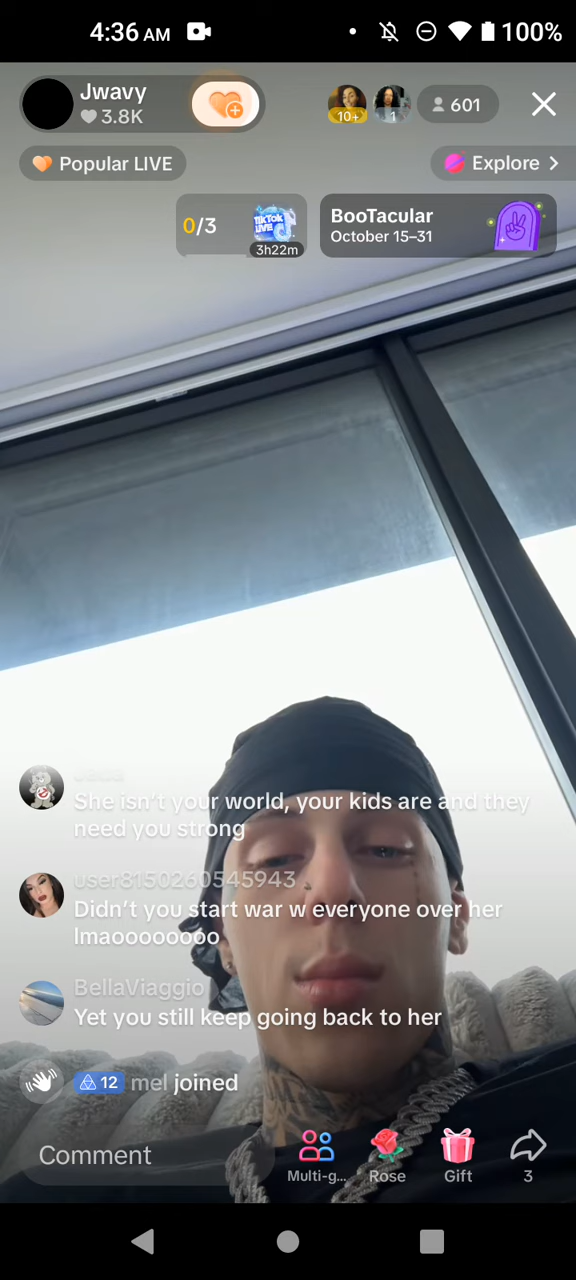 4:36 AM
100%
Jwavy
3.8K
10+
1
601
Popular LIVE
Explore
0/3
TikTok LIVE
3h22m
BooTacular
October 15–31
She isn't your world, your kids are and they
need you strong
user8150260545943
Didn't you start war w everyone over her
lmaoooooooo
BellaViaggio
Yet you still keep going back to her
12 mel joined
Comment
Multi-g...
Rose
Gift
3